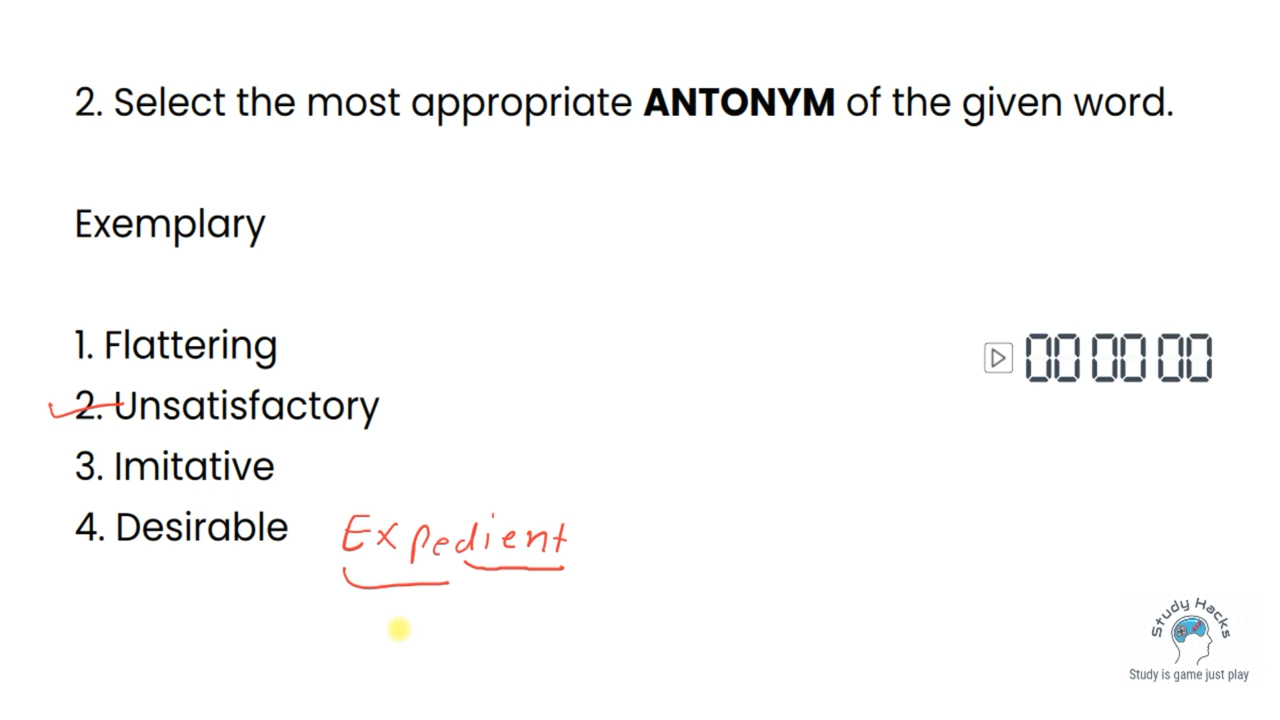 2. Select the most appropriate ANTONYM of the given word.
Exemplary
1. Flattering
2. Unsatisfactory
3. Imitative
4. Desirable
Expedient
00 00 00
Study Hacks
Study is game just play